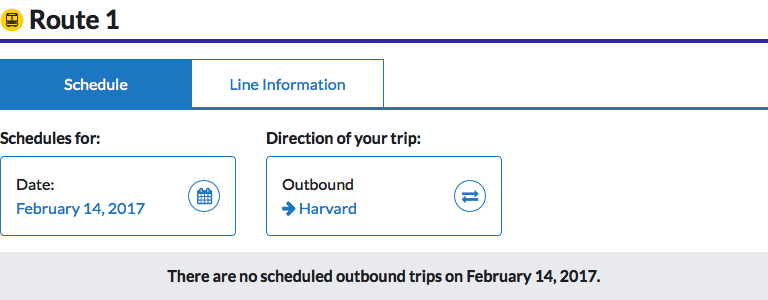 Route 1
Schedule
Line Information
Schedules for:
Direction of your trip:
Date:
February 14, 2017
Outbound
Harvard
There are no scheduled outbound trips on February 14, 2017.